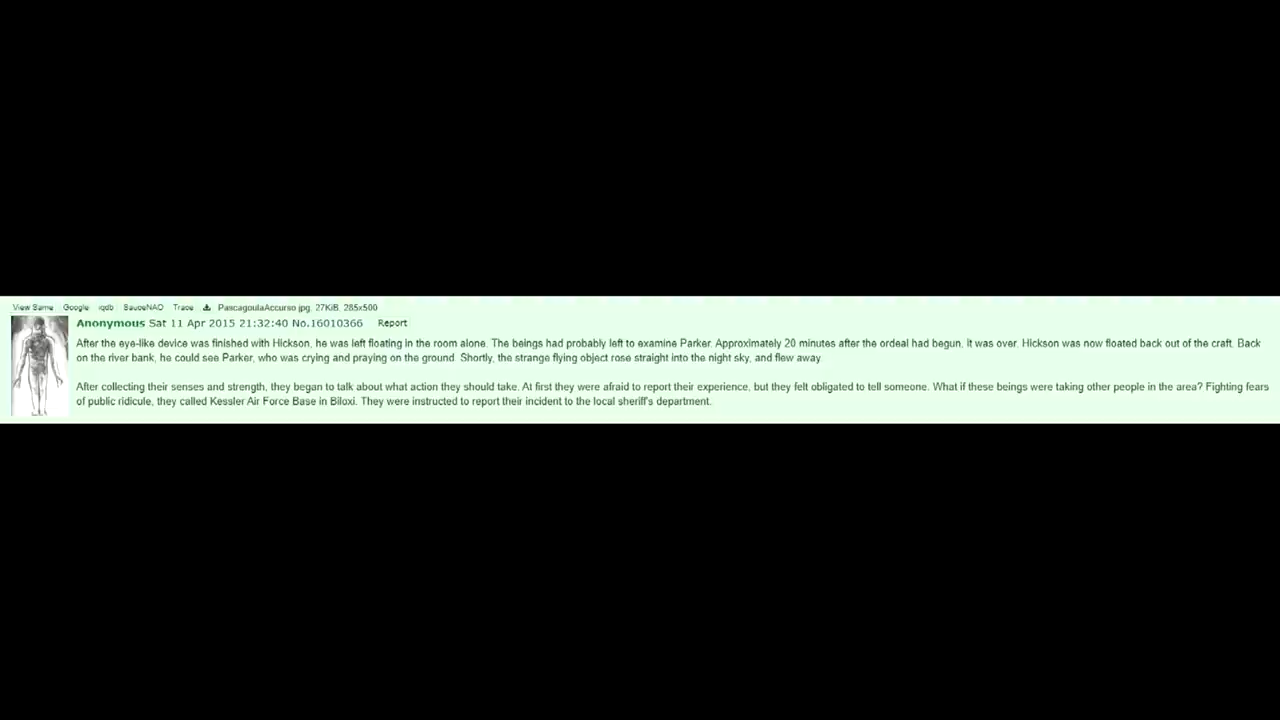 View Same Google iqdb SauceNAO Trace PascagoulaAccurso.jpg, 27KiB, 285x500
Anonymous Sat 11 Apr 2015 21:32:40 No.16010366 Report
After the eye-like device was finished with Hickson, he was left floating in the room alone. The beings had probably left to examine Parker. Approximately 20 minutes after the ordeal had begun, it was over. Hickson was now floated back out of the craft. Back
on the river bank, he could see Parker, who was crying and praying on the ground. Shortly, the strange flying object rose straight into the night sky, and flew away.
After collecting their senses and strength, they began to talk about what action they should take. At first they were afraid to report their experience, but they felt obligated to tell someone. What if these beings were taking other people in the area? Fighting fears
of public ridicule, they called Kessler Air Force Base in Biloxi. They were instructed to report their incident to the local sheriff's department.